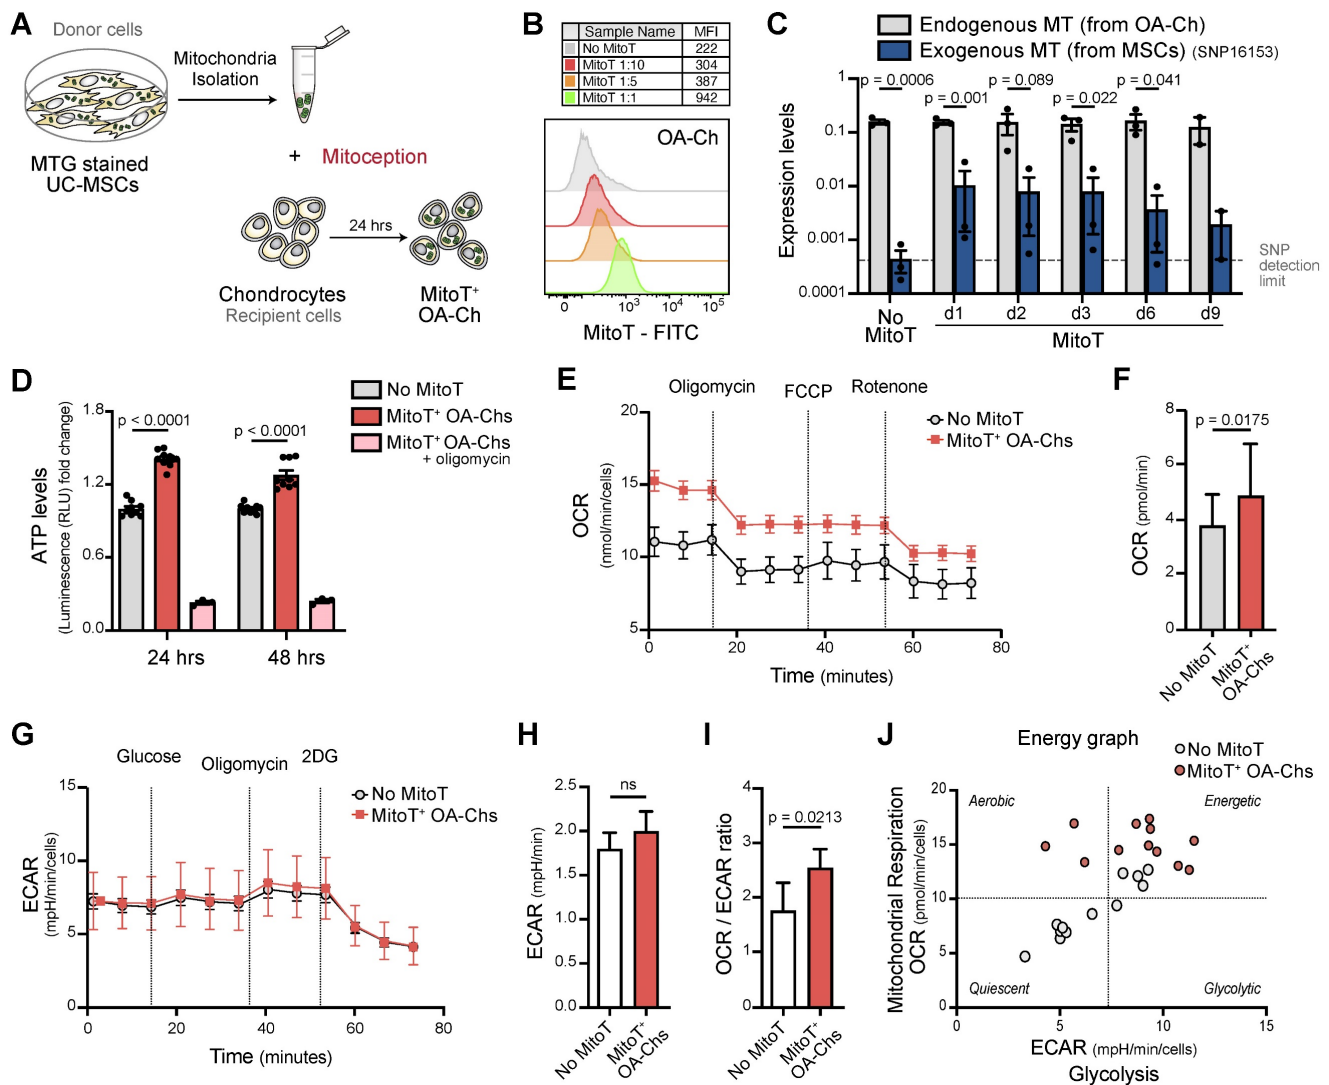 A
Donor cells
Mitochondria
Isolation
MTG stained
UC-MSCs
+ Mitoception
24 hrs
Chondrocytes
Recipient cells
MitoT+
OA-Ch
B
Sample Name MFI
No MitoT 222
MitoT 1:10 304
MitoT 1:5 387
MitoT 1:1 942
OA-Ch
0 10³ 10⁴ 10⁵
MitoT - FITC
C
Endogenous MT (from OA-Ch)
Exogenous MT (from MSCs) (SNP16153)
Expression levels
1
0.1
0.01
0.001
0.0001
p = 0.0006
p = 0.001
p = 0.089
p = 0.022
p = 0.041
SNP
detection
limit
No
MitoT
d1 d2 d3 d6 d9
MitoT
D
No MitoT
MitoT+ OA-Chs
MitoT+ OA-Chs
+ oligomycin
ATP levels
(Luminescence (RLU) fold change)
1.8
1.2
0.6
0.0
p < 0.0001
p < 0.0001
24 hrs 48 hrs
E
Oligomycin FCCP Rotenone
No MitoT
MitoT+ OA-Chs
OCR
(nmol/min/cells)
20
15
10
5
0 20 40 60 80
Time (minutes)
F
p = 0.0175
OCR (pmol/min)
8
6
4
2
0
No MitoT
MitoT+
OA-Chs
G
Glucose Oligomycin 2DG
No MitoT
MitoT+ OA-Chs
ECAR
(mpH/min/cells)
15
10
5
0
0 20 40 60 80
Time (minutes)
H
ns
ECAR (mpH/min)
2.5
2.0
1.5
1.0
0.5
0.0
No MitoT
MitoT+
OA-Chs
I
p = 0.0213
OCR / ECAR ratio
4
3
2
1
0
No MitoT
MitoT+
OA-Chs
J
Energy graph
No MitoT
MitoT+ OA-Chs
Mitochondrial Respiration
OCR (pmol/min/cells)
20
15
10
5
0
Aerobic Energetic
Quiescent Glycolytic
0 5 10 15
ECAR (mpH/min/cells)
Glycolysis